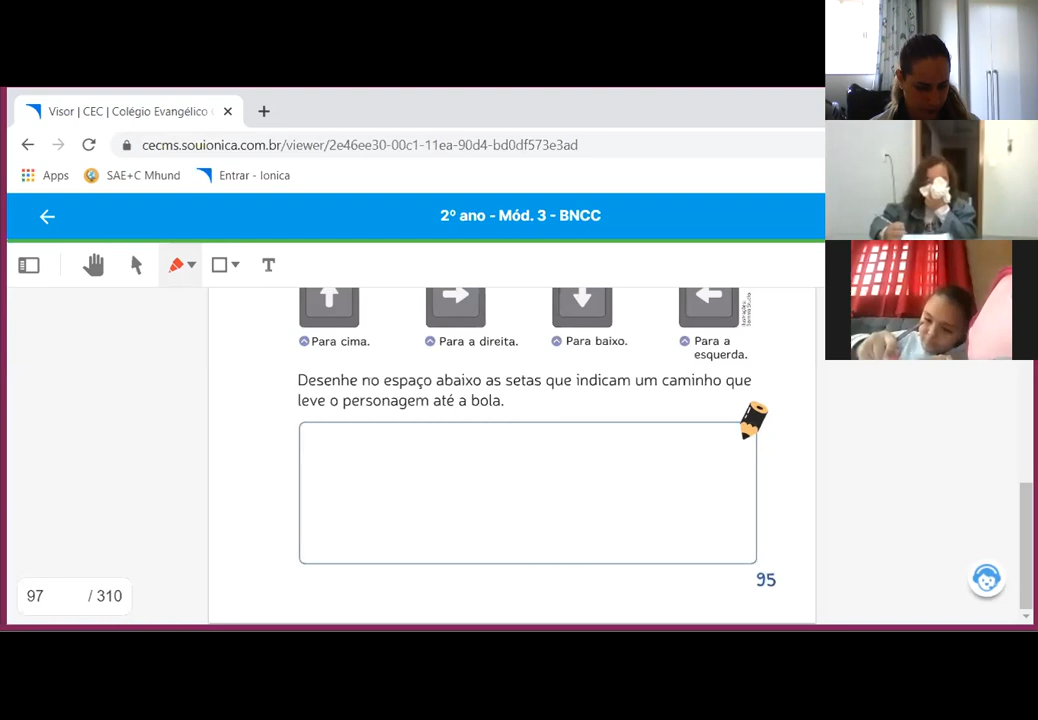 Visor | CEC | Colégio Evangélico
cecms.souionica.com.br/viewer/2e46ee30-00c1-11ea-90d4-bd0df573e3ad
Apps SAE+C Mhund Entrar - Ionica
2º ano - Mód. 3 - BNCC
T
Para cima. Para a direita. Para baixo. Para a esquerda.
Desenhe no espaço abaixo as setas que indicam um caminho que
leve o personagem até a bola.
95
97 / 310